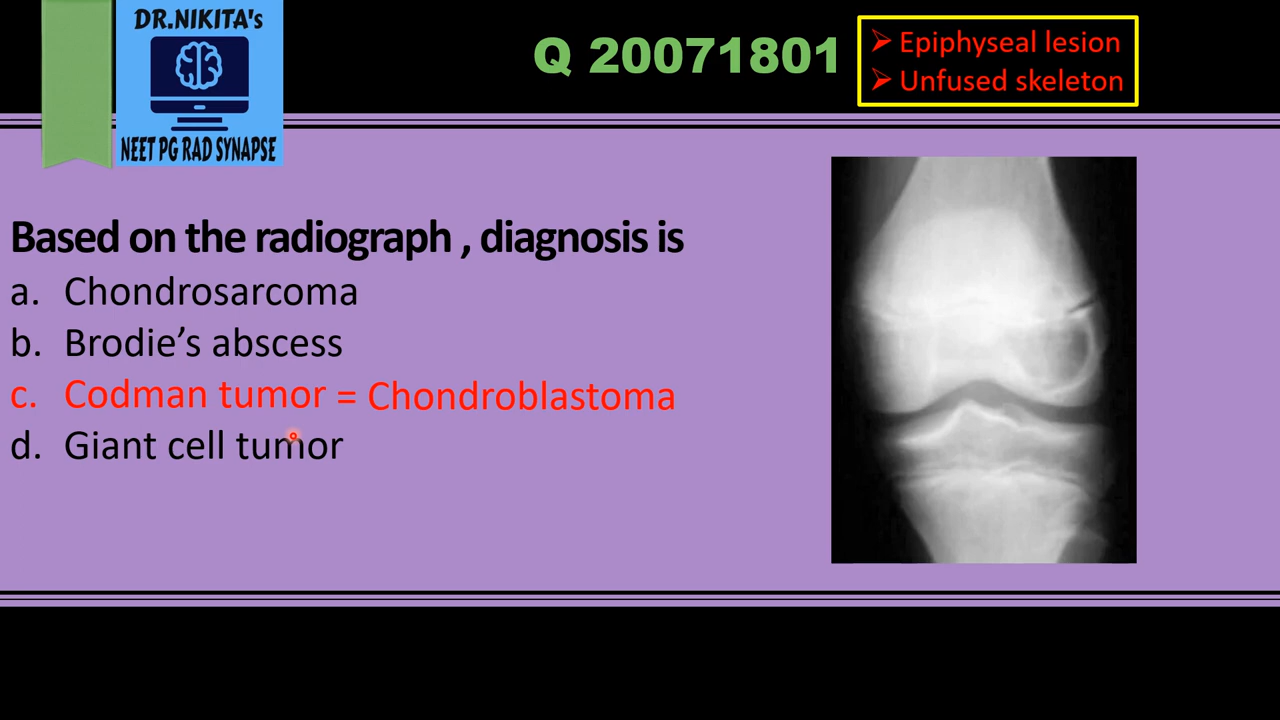 DR.NIKITA's
NEET PG RAD SYNAPSE
Q 20071801
➢ Epiphyseal lesion
➢ Unfused skeleton
Based on the radiograph , diagnosis is
a. Chondrosarcoma
b. Brodie’s abscess
c. Codman tumor = Chondroblastoma
d. Giant cell tumor